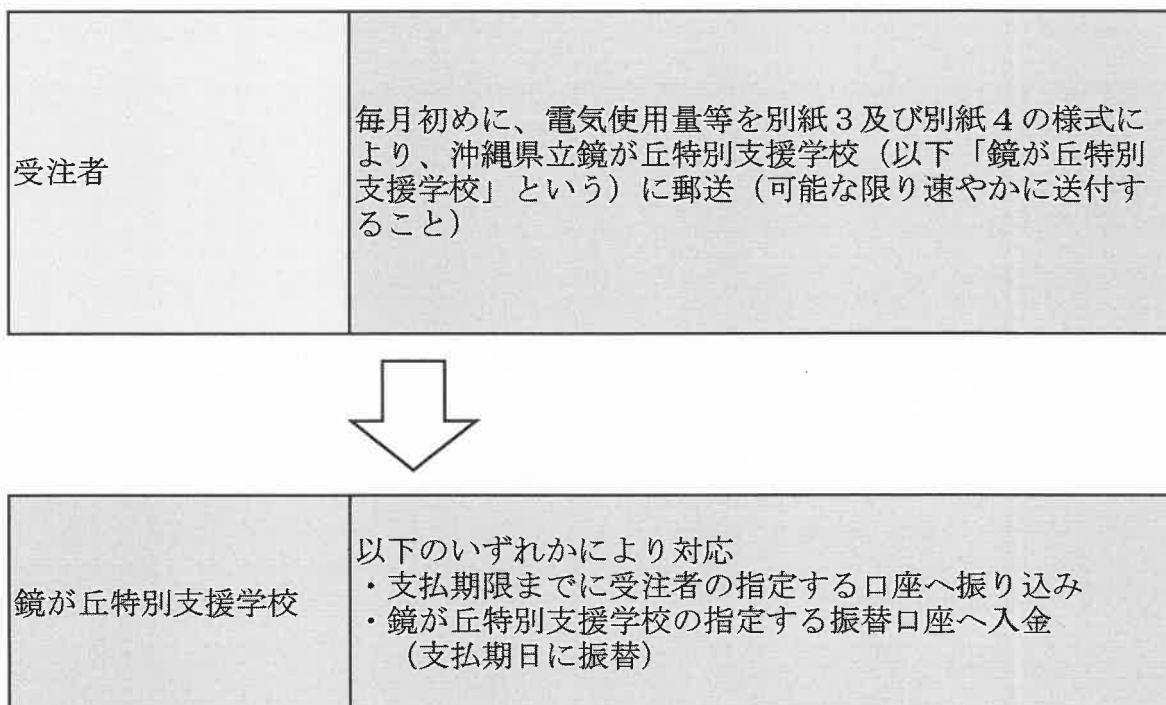 受注者
毎月初めに、電気使用量等を別紙3及び別紙4の様式に
より、沖縄県立鏡が丘特別支援学校(以下「鏡が丘特別
支援学校」という)に郵送(可能な限り速やかに送付す
ること)
鏡が丘特別支援学校
以下のいずれかにより対応
・支払期限までに受注者の指定する口座へ振り込み
・鏡が丘特別支援学校の指定する振替口座へ入金
(支払期日に振替)